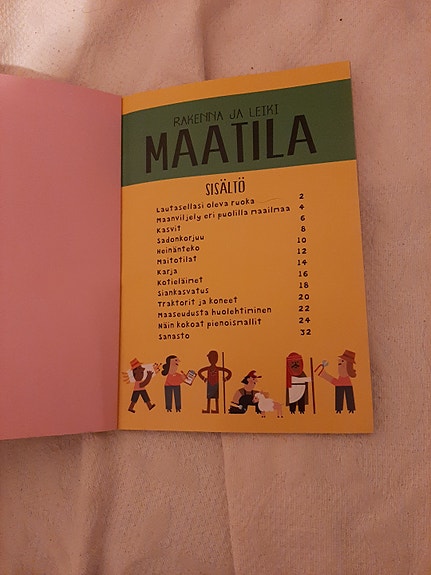 RAKENNA JA LEIKI
MAATILA
SISÄLTÖ
Lautasellasi oleva ruoka 2
Maanviljely eri puolilla maailmaa 4
Kasvit 6
Sadonkorjuu 8
Heinänteko 10
Maitotilat 12
Karja 14
Kotieläimet 16
Siankasvatus 18
Traktorit ja koneet 20
Maaseudusta huolehtiminen 22
Näin kokoat pienoismallit 24
Sanasto 32